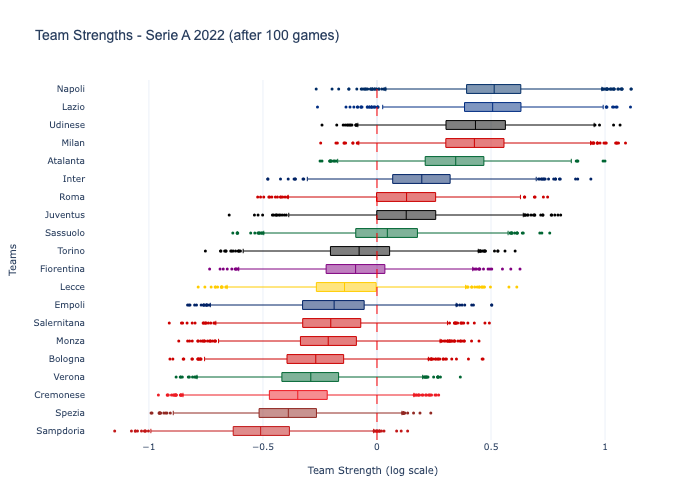 Team Strengths - Serie A 2022 (after 100 games)
Teams
Napoli
Lazio
Udinese
Milan
Atalanta
Inter
Roma
Juventus
Sassuolo
Torino
Fiorentina
Lecce
Empoli
Salernitana
Monza
Bologna
Verona
Cremonese
Spezia
Sampdoria
−1 −0.5 0 0.5 1
Team Strength (log scale)